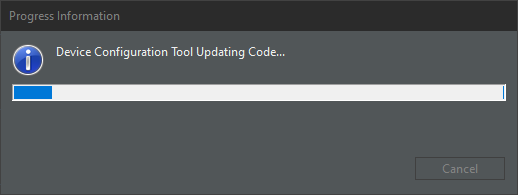 Progress Information
Device Configuration Tool Updating Code...
Cancel